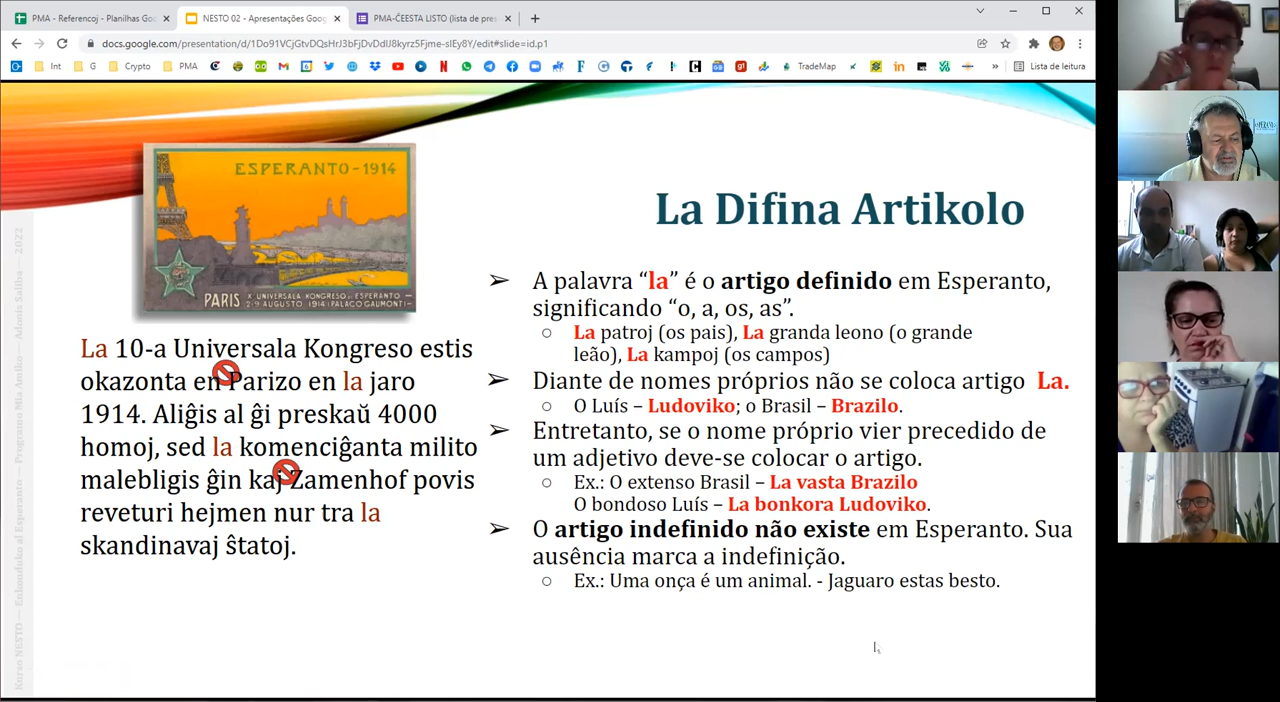 PMA - Referencoj - Planilhas Goo
NESTO 02 - Apresentações Goog
PMA-ĈEESTA LISTO (lista de pres
docs.google.com/presentation/d/1Do91VCjGtvDQsHrJ3bFjDvDdIJ8kyrz5Fjme-sIEy8Y/edit#slide=id.p1
Int
G
Crypto
PMA
TradeMap
Lista de leitura
ESPERANTO-1914
PARIS X UNIVERSALA KONGRESO DE ESPERANTO
2-9 AUGUSTO 1914 (PALACO GAUMONT)
La 10-a Universala Kongreso estis
okazonta en Parizo en la jaro
1914. Aliĝis al ĝi preskaŭ 4000
homoj, sed la komenciĝanta milito
malebligis ĝin kaj Zamenhof povis
reveturi hejmen nur tra la
skandinavaj ŝtatoj.
La Difina Artikolo
➢ A palavra “la” é o artigo definido em Esperanto,
significando “o, a, os, as”.
○ La patroj (os pais), La granda leono (o grande
leão), La kampoj (os campos)
➢ Diante de nomes próprios não se coloca artigo La.
○ O Luís – Ludoviko; o Brasil – Brazilo.
➢ Entretanto, se o nome próprio vier precedido de
um adjetivo deve-se colocar o artigo.
○ Ex.: O extenso Brasil – La vasta Brazilo
O bondoso Luís – La bonkora Ludoviko.
➢ O artigo indefinido não existe em Esperanto. Sua
ausência marca a indefinição.
○ Ex.: Uma onça é um animal. - Jaguaro estas besto.
Kurso NESTO — Enkonduko al Esperanto — Programo Mia Amiko — Adonis Saliba — 2022